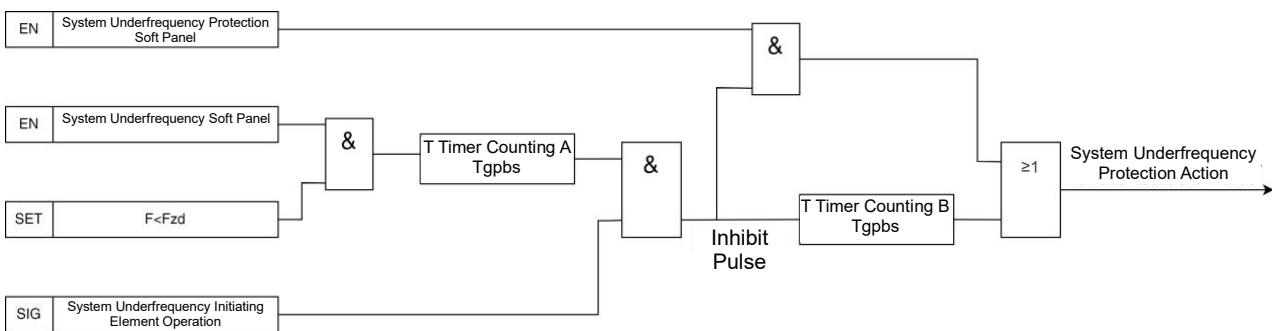 EN
System Underfrequency Protection
Soft Panel
&
EN
System Underfrequency Soft Panel
&
T Timer Counting A
Tgpbs
&
≥1
System Underfrequency
Protection Action
SET
F<Fzd
T Timer Counting B
Tgpbs
Inhibit
Pulse
SIG
System Underfrequency Initiating
Element Operation